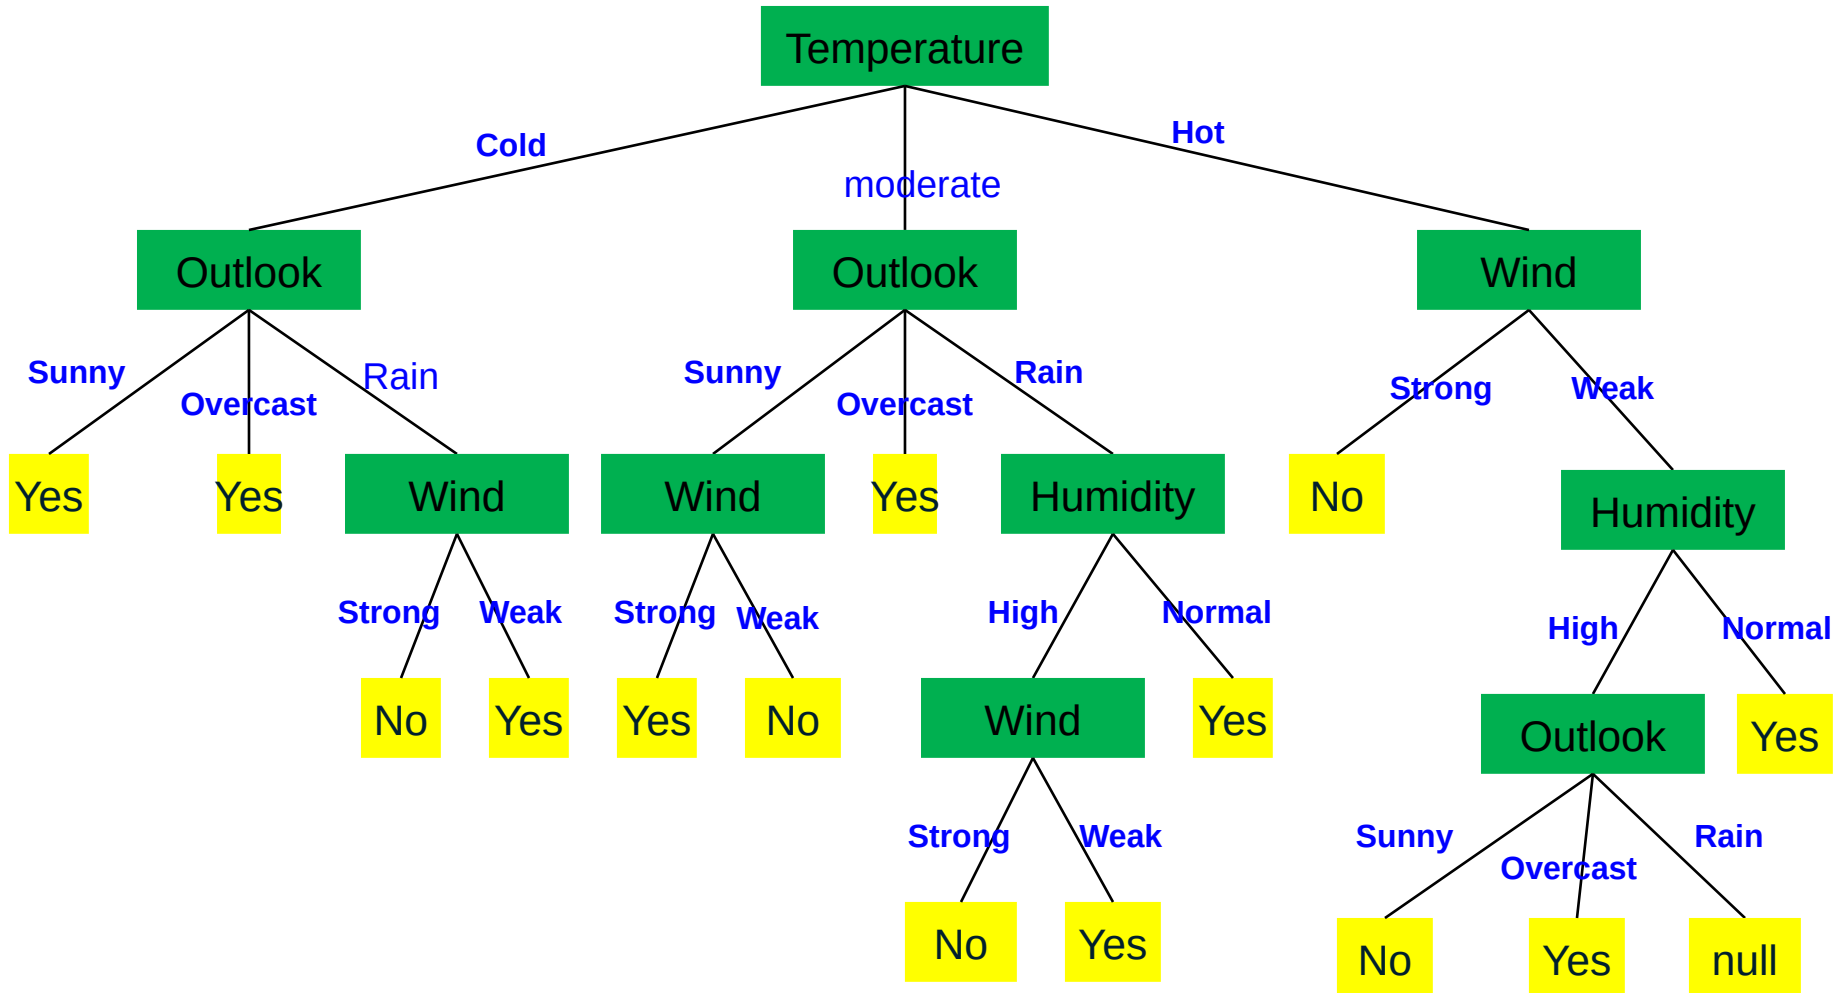 Temperature
Cold
Hot
moderate
Outlook
Outlook
Wind
Sunny
Overcast
Rain
Sunny
Overcast
Rain
Strong
Weak
Yes
Yes
Wind
Wind
Yes
Humidity
No
Humidity
Strong
Weak
Strong
Weak
High
Normal
High
Normal
No
Yes
Yes
No
Wind
Yes
Outlook
Yes
Strong
Weak
Sunny
Overcast
Rain
No
Yes
No
Yes
null